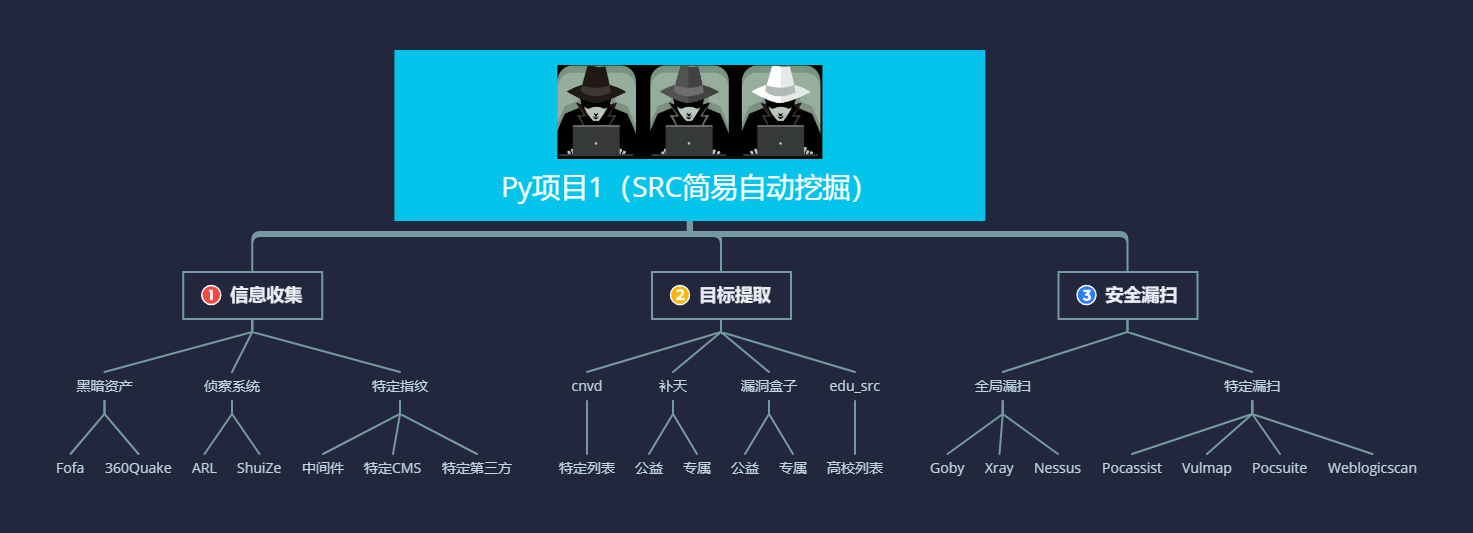 Py项目1（SRC简易自动挖掘）
1 信息收集
2 目标提取
3 安全漏扫
黑暗资产 侦察系统 特定指纹 cnvd 补天 漏洞盒子 edu_src 全局漏扫 特定漏扫
Fofa 360Quake ARL ShuiZe 中间件 特定CMS 特定第三方 特定列表 公益 专属 公益 专属 高校列表 Goby Xray Nessus Pocassist Vulmap Pocsuite Weblogicscan